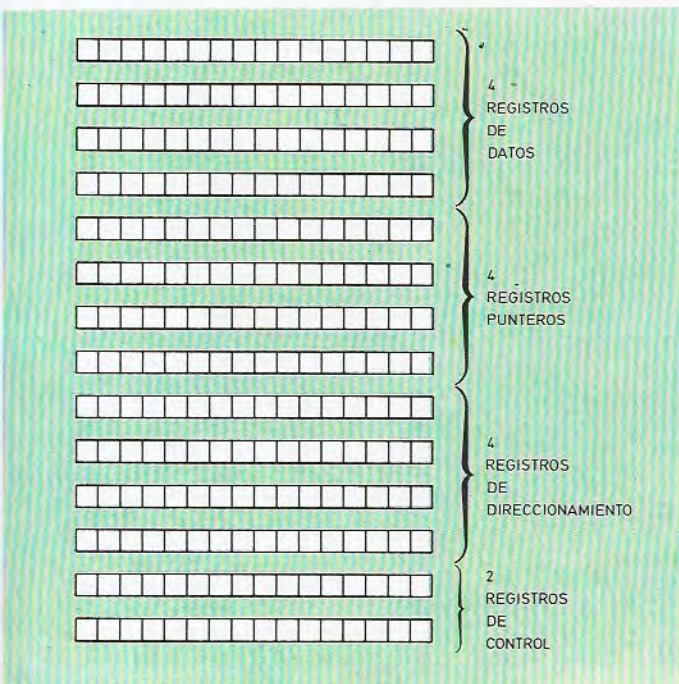 4
REGISTROS
DE
DATOS
4
REGISTROS
PUNTEROS
4
REGISTROS
DE
DIRECCIONAMIENTO
2
REGISTROS
DE
CONTROL